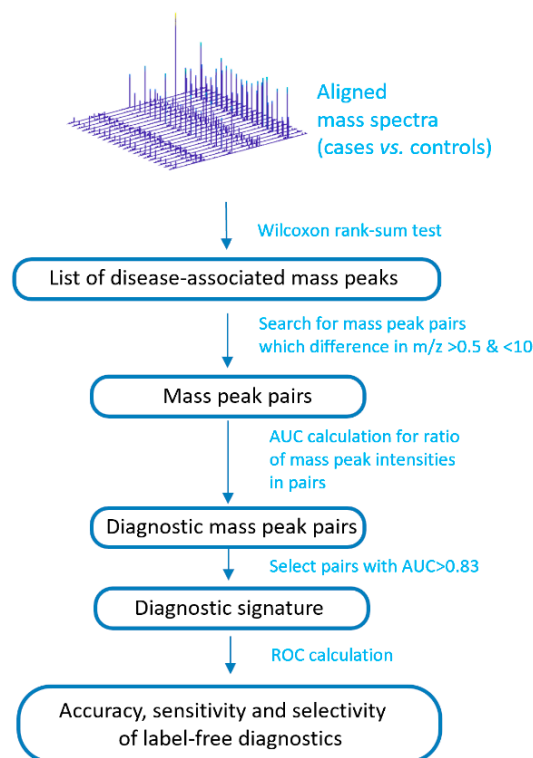 Aligned
mass spectra
(cases vs. controls)
Wilcoxon rank-sum test
List of disease-associated mass peaks
Search for mass peak pairs
which difference in m/z >0.5 & <10
Mass peak pairs
AUC calculation for ratio
of mass peak intensities
in pairs
Diagnostic mass peak pairs
Select pairs with AUC>0.83
Diagnostic signature
ROC calculation
Accuracy, sensitivity and selectivity
of label-free diagnostics